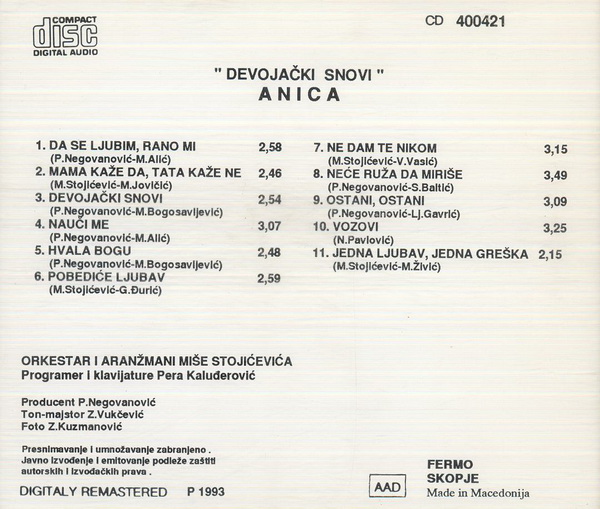 COMPACT
disc
DIGITAL AUDIO
CD 400421
" DEVOJAČKI SNOVI "
ANICA
1. DA SE LJUBIM, RANO MI 2,58
(P.Negovanović-M.Alić)
2. MAMA KAŽE DA, TATA KAŽE NE 2,46
(M.Stojićević-M.Jovičić)
3. DEVOJAČKI SNOVI 2,54
(P.Negovanović-M.Bogosavljević)
4. NAUČI ME 3,07
(P.Negovanović-M.Alić)
5. HVALA BOGU 2,48
(P.Negovanović-M.Bogosavljević)
6. POBEDIĆE LJUBAV 2,59
(M.Stojićević-G.Đurić)
7. NE DAM TE NIKOM 3,15
(M.Stojićević-V.Vasić)
8. NEĆE RUŽA DA MIRIŠE 3,49
(P.Negovanović-S.Baltić)
9. OSTANI, OSTANI 3,09
(P.Negovanović-Lj.Gavrić)
10. VOZOVI 3,25
(N.Pavlović)
11. JEDNA LJUBAV, JEDNA GREŠKA 2,15
(M.Stojićević-M.Živić)
ORKESTAR I ARANŽMANI MIŠE STOJIĆEVIĆA
Programer i klavijature Pera Kaluđerović
Producent P.Negovanović
Ton-majstor Z.Vukčević
Foto Z.Kuzmanović
Presnimavanje i umnožavanje zabranjeno .
Javno izvođenje i emitovanje podleže zaštiti
autorskih i izvođačkih prava .
DIGITALY REMASTERED P 1993
AAD
FERMO
SKOPJE
Made in Macedonija